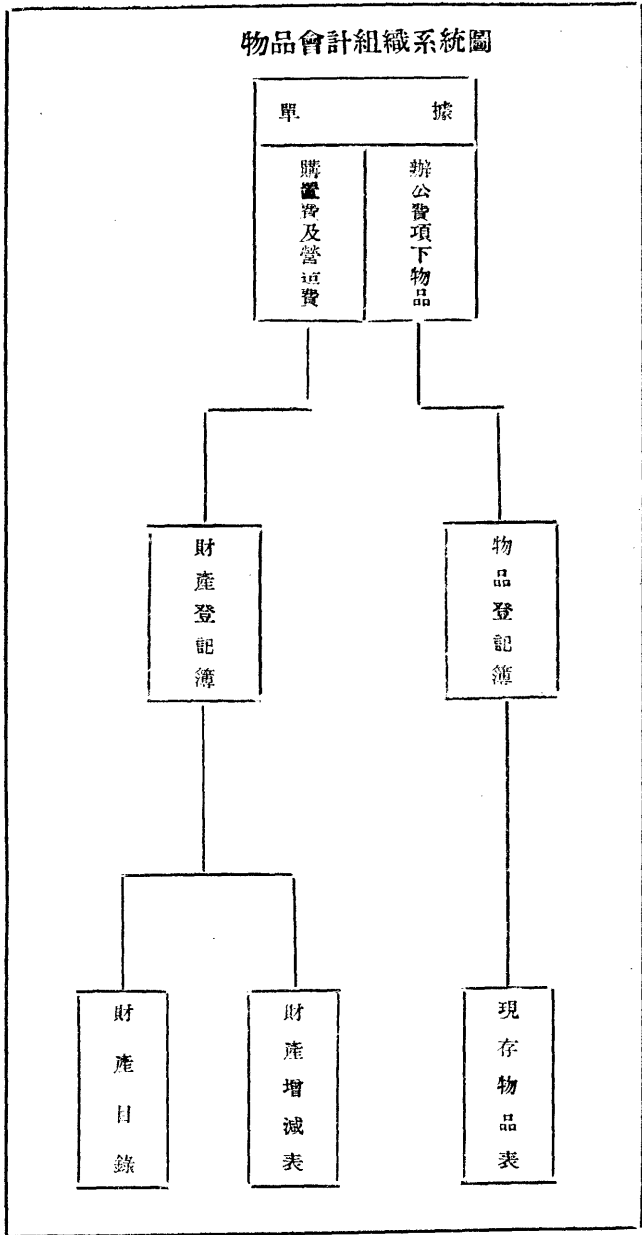 物品會計組織系統圖
單據
購置費及營造費
辦公費項下物品
財產登記簿
物品登記簿
財產目錄
財產增減表
現存物品表